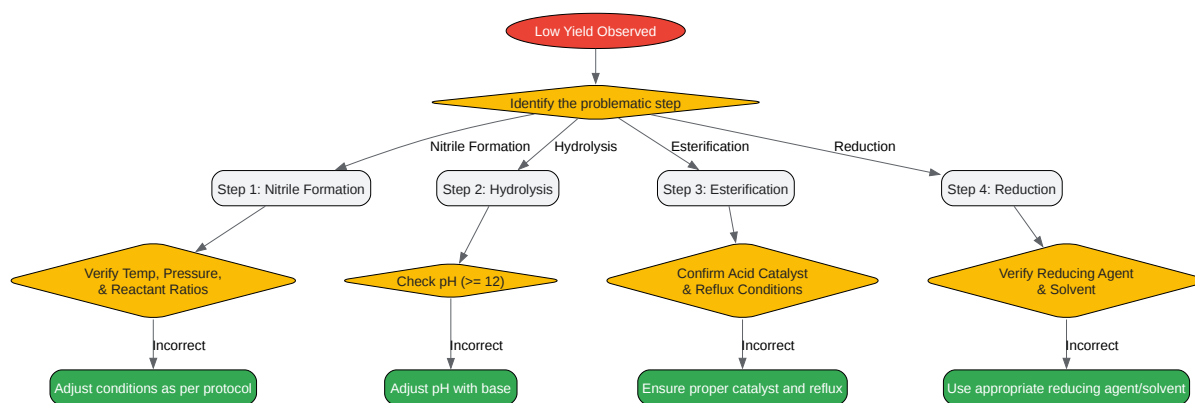 Low Yield Observed
Identify the problematic step
Nitrile Formation
Hydrolysis
Esterification
Reduction
Step 1: Nitrile Formation
Step 2: Hydrolysis
Step 3: Esterification
Step 4: Reduction
Verify Temp, Pressure,
& Reactant Ratios
Check pH (>= 12)
Confirm Acid Catalyst
& Reflux Conditions
Verify Reducing Agent
& Solvent
Incorrect
Incorrect
Incorrect
Incorrect
Adjust conditions as per protocol
Adjust pH with base
Ensure proper catalyst and reflux
Use appropriate reducing agent/solvent